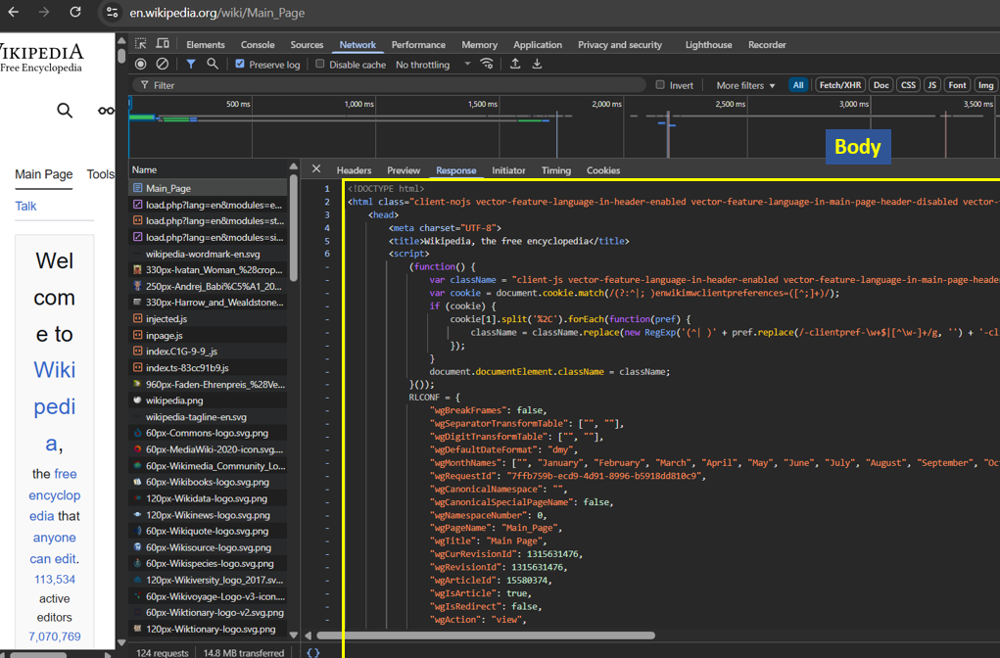 en.wikipedia.org/wiki/Main_Page
WIKIPEDIA
Free Encyclopedia
Main Page Tools
Talk
Wel
com
e to
Wiki
pedi
a,
the free
encyclop
edia that
anyone
can edit.
113,534
active
editors
7,070,769
Elements Console Sources Network Performance Memory Application Privacy and security Lighthouse Recorder
Preserve log Disable cache No throttling
Filter Invert More filters All Fetch/XHR Doc CSS JS Font Img
500 ms 1,000 ms 1,500 ms 2,000 ms 2,500 ms 3,000 ms 3,500 ms
Body
Name
Main_Page
load.php?lang=en&modules=e...
load.php?lang=en&modules=st...
load.php?lang=en&modules=si...
wikipedia-wordmark-en.svg
330px-Ivatan_Woman_%28crop...
250px-Andrej_Babi%C5%A1_20...
330px-Harrow_and_Wealdstone...
injected.js
inpage.js
index.C1G-9-9_.js
index.ts-83cc91b9.js
960px-Faden-Ehrenpreis_%28Ve...
wikipedia.png
wikipedia-tagline-en.svg
60px-Commons-logo.svg.png
60px-MediaWiki-2020-icon.svg....
60px-Wikimedia_Community_Lo...
60px-Wikibooks-logo.svg.png
120px-Wikidata-logo.svg.png
120px-Wikinews-logo.svg.png
60px-Wikiquote-logo.svg.png
60px-Wikisource-logo.svg.png
60px-Wikispecies-logo.svg.png
120px-Wikiversity_logo_2017.sv...
60px-Wikivoyage-Logo-v3-icon....
60px-Wiktionary-logo-v2.svg.png
120px-Wiktionary-logo.svg.png
124 requests 14.8 MB transferred
Headers Preview Response Initiator Timing Cookies
1 <!DOCTYPE html>
2 <html class="client-nojs vector-feature-language-in-header-enabled vector-feature-language-in-main-page-header-disabled vector-
3 <head>
4 <meta charset="UTF-8">
5 <title>Wikipedia, the free encyclopedia</title>
6 <script>
- (function() {
- var className = "client-js vector-feature-language-in-header-enabled vector-feature-language-in-main-page-header
- var cookie = document.cookie.match(/(?:^|; )enwikimwclientpreferences=([^;]+)/);
- if (cookie) {
- cookie[1].split('%2C').forEach(function(pref) {
- className = className.replace(new RegExp('(^| )' + pref.replace(/-clientpref-\w+$|[^\w-]+/g, '') + '-cl
- });
- }
- document.documentElement.className = className;
- }());
- RLCONF = {
- "wgBreakFrames": false,
- "wgSeparatorTransformTable": ["", ""],
- "wgDigitTransformTable": ["", ""],
- "wgDefaultDateFormat": "dmy",
- "wgMonthNames": ["", "January", "February", "March", "April", "May", "June", "July", "August", "September", "Oc
- "wgRequestId": "7ffb759b-ecd9-4d91-8996-b5918dd810c9",
- "wgCanonicalNamespace": "",
- "wgCanonicalSpecialPageName": false,
- "wgNamespaceNumber": 0,
- "wgPageName": "Main_Page",
- "wgTitle": "Main Page",
- "wgCurRevisionId": 1315631476,
- "wgRevisionId": 1315631476,
- "wgArticleId": 15580374,
- "wgIsArticle": true,
- "wgIsRedirect": false,
- "wgAction": "view",
{}